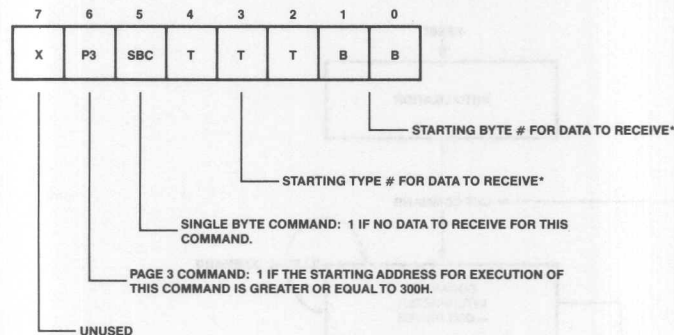 7 6 5 4 3 2 1 0
X P3 SBC T T T B B
STARTING BYTE # FOR DATA TO RECEIVE*
STARTING TYPE # FOR DATA TO RECEIVE*
SINGLE BYTE COMMAND: 1 IF NO DATA TO RECEIVE FOR THIS
COMMAND.
PAGE 3 COMMAND: 1 IF THE STARTING ADDRESS FOR EXECUTION OF
THIS COMMAND IS GREATER OR EQUAL TO 300H.
UNUSED